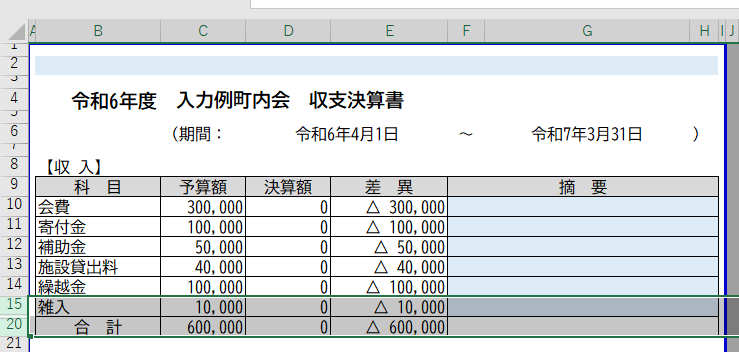 A B C D E F G H I J
1
2
3
4 令和6年度 入力例町内会 収支決算書
5
6 （期間： 令和6年4月1日 ～ 令和7年3月31日 ）
7
8 【収 入】
9 科 目 予算額 決算額 差 異 摘 要
10 会費 300,000 0 △ 300,000
11 寄付金 100,000 0 △ 100,000
12 補助金 50,000 0 △ 50,000
13 施設貸出料 40,000 0 △ 40,000
14 繰越金 100,000 0 △ 100,000
15 雑入 10,000 0 △ 10,000
20 合 計 600,000 0 △ 600,000
21